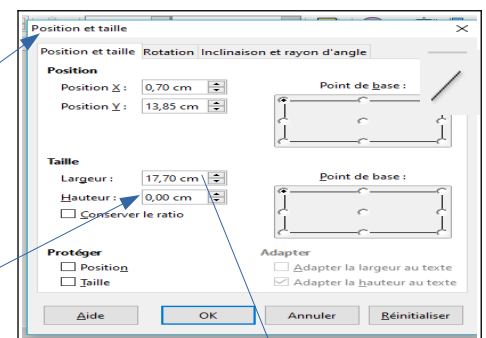 Position et taille
Position et taille Rotation Inclinaison et rayon d'angle
Position
Position X : 0,70 cm Point de base :
Position Y : 13,85 cm
Taille
Largeur : 17,70 cm Point de base :
Hauteur : 0,00 cm
Conserver le ratio
Protéger Adapter
Position Adapter la largeur au texte
Taille Adapter la hauteur au texte
Aide OK Annuler Réinitialiser